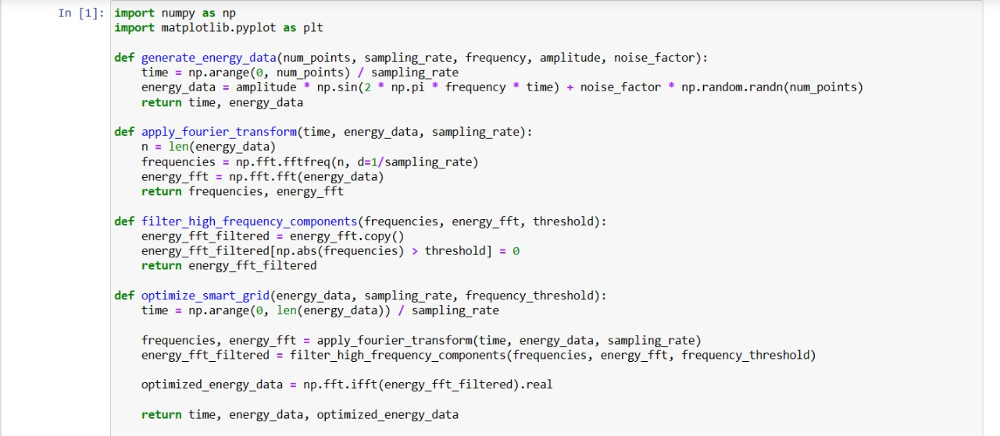 In [1]: import numpy as np
import matplotlib.pyplot as plt

def generate_energy_data(num_points, sampling_rate, frequency, amplitude, noise_factor):
    time = np.arange(0, num_points) / sampling_rate
    energy_data = amplitude * np.sin(2 * np.pi * frequency * time) + noise_factor * np.random.randn(num_points)
    return time, energy_data

def apply_fourier_transform(time, energy_data, sampling_rate):
    n = len(energy_data)
    frequencies = np.fft.fftfreq(n, d=1/sampling_rate)
    energy_fft = np.fft.fft(energy_data)
    return frequencies, energy_fft

def filter_high_frequency_components(frequencies, energy_fft, threshold):
    energy_fft_filtered = energy_fft.copy()
    energy_fft_filtered[np.abs(frequencies) > threshold] = 0
    return energy_fft_filtered

def optimize_smart_grid(energy_data, sampling_rate, frequency_threshold):
    time = np.arange(0, len(energy_data)) / sampling_rate

    frequencies, energy_fft = apply_fourier_transform(time, energy_data, sampling_rate)
    energy_fft_filtered = filter_high_frequency_components(frequencies, energy_fft, frequency_threshold)

    optimized_energy_data = np.fft.ifft(energy_fft_filtered).real

    return time, energy_data, optimized_energy_data